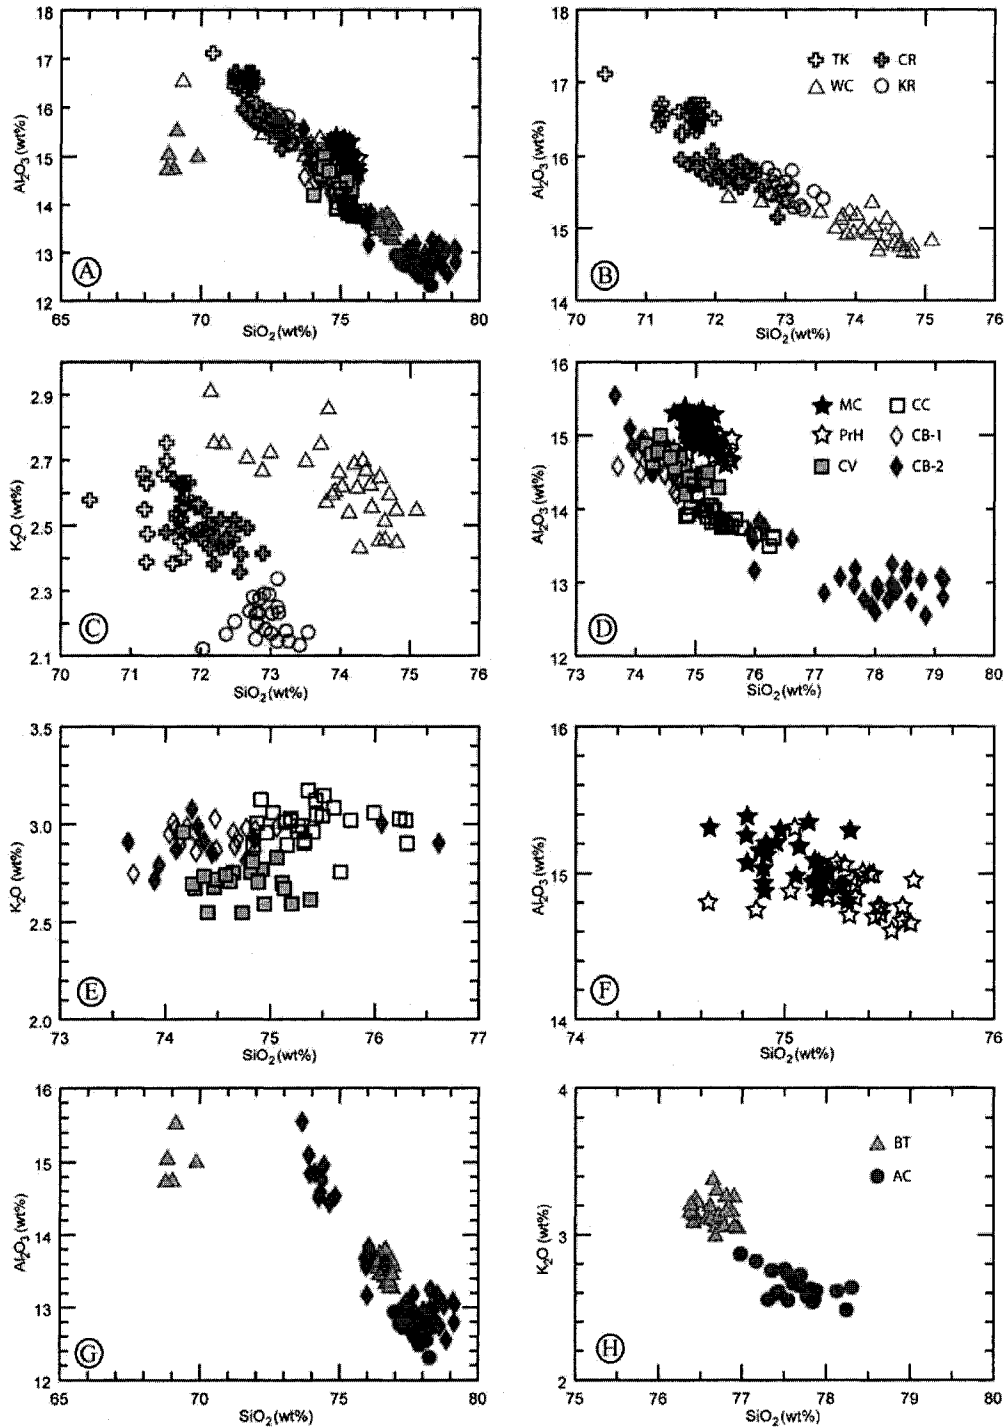 18
17
16
15
14
13
12
Al2O3 (wt%)
A
65 70 75 80
SiO2 (wt%)
18
17
16
15
14
Al2O3 (wt%)
TK CR
WC KR
B
70 71 72 73 74 75 76
SiO2 (wt%)
2.9
2.7
2.5
2.3
2.1
K2O (wt%)
C
70 71 72 73 74 75 76
SiO2 (wt%)
16
15
14
13
12
Al2O3 (wt%)
MC CC
PrH CB-1
CV CB-2
D
73 74 75 76 77 78 79 80
SiO2 (wt%)
3.5
3.0
2.5
2.0
K2O (wt%)
E
73 74 75 76 77
SiO2 (wt%)
16
15
14
Al2O3 (wt%)
F
74 75 76
SiO2 (wt%)
16
15
14
13
12
Al2O3 (wt%)
G
65 70 75 80
SiO2 (wt%)
4
3
2
K2O (wt%)
BT
AC
H
75 76 77 78 79 80
SiO2 (wt%)